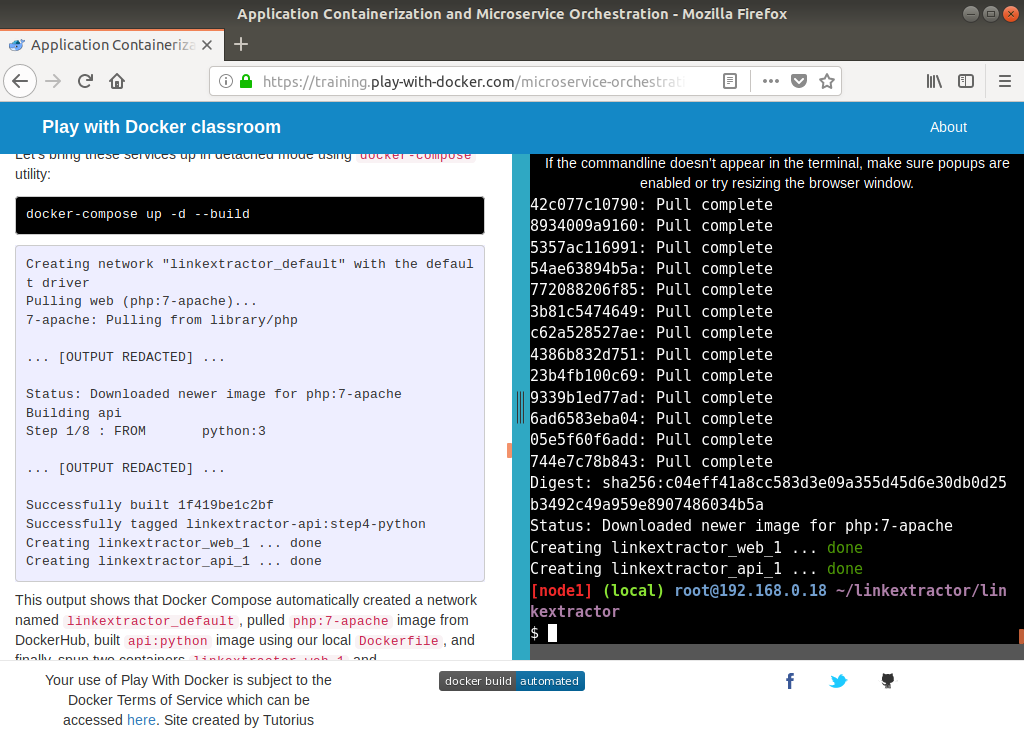 Application Containerization and Microservice Orchestration - Mozilla Firefox
Application Containeriza
https://training.play-with-docker.com/microservice-orchestrati
Play with Docker classroom
About
Let's bring these services up in detached mode using docker-compose
utility:
docker-compose up -d --build
Creating network "linkextractor_default" with the defaul
t driver
Pulling web (php:7-apache)...
7-apache: Pulling from library/php
... [OUTPUT REDACTED] ...
Status: Downloaded newer image for php:7-apache
Building api
Step 1/8 : FROM       python:3
... [OUTPUT REDACTED] ...
Successfully built 1f419be1c2bf
Successfully tagged linkextractor-api:step4-python
Creating linkextractor_web_1 ... done
Creating linkextractor_api_1 ... done
This output shows that Docker Compose automatically created a network
named linkextractor_default, pulled php:7-apache image from
DockerHub, built api:python image using our local Dockerfile, and
finally, spun two containers linkextractor_web_1 and
If the commandline doesn't appear in the terminal, make sure popups are
enabled or try resizing the browser window.
42c077c10790: Pull complete
8934009a9160: Pull complete
5357ac116991: Pull complete
54ae63894b5a: Pull complete
772088206f85: Pull complete
3b81c5474649: Pull complete
c62a528527ae: Pull complete
4386b832d751: Pull complete
23b4fb100c69: Pull complete
9339b1ed77ad: Pull complete
6ad6583eba04: Pull complete
05e5f60f6add: Pull complete
744e7c78b843: Pull complete
Digest: sha256:c04eff41a8cc583d3e09a355d45d6e30db0d25
b3492c49a959e8907486034b5a
Status: Downloaded newer image for php:7-apache
Creating linkextractor_web_1 ... done
Creating linkextractor_api_1 ... done
[node1] (local) root@192.168.0.18 ~/linkextractor/lin
kextractor
$
Your use of Play With Docker is subject to the
Docker Terms of Service which can be
accessed here. Site created by Tutorius
docker build automated